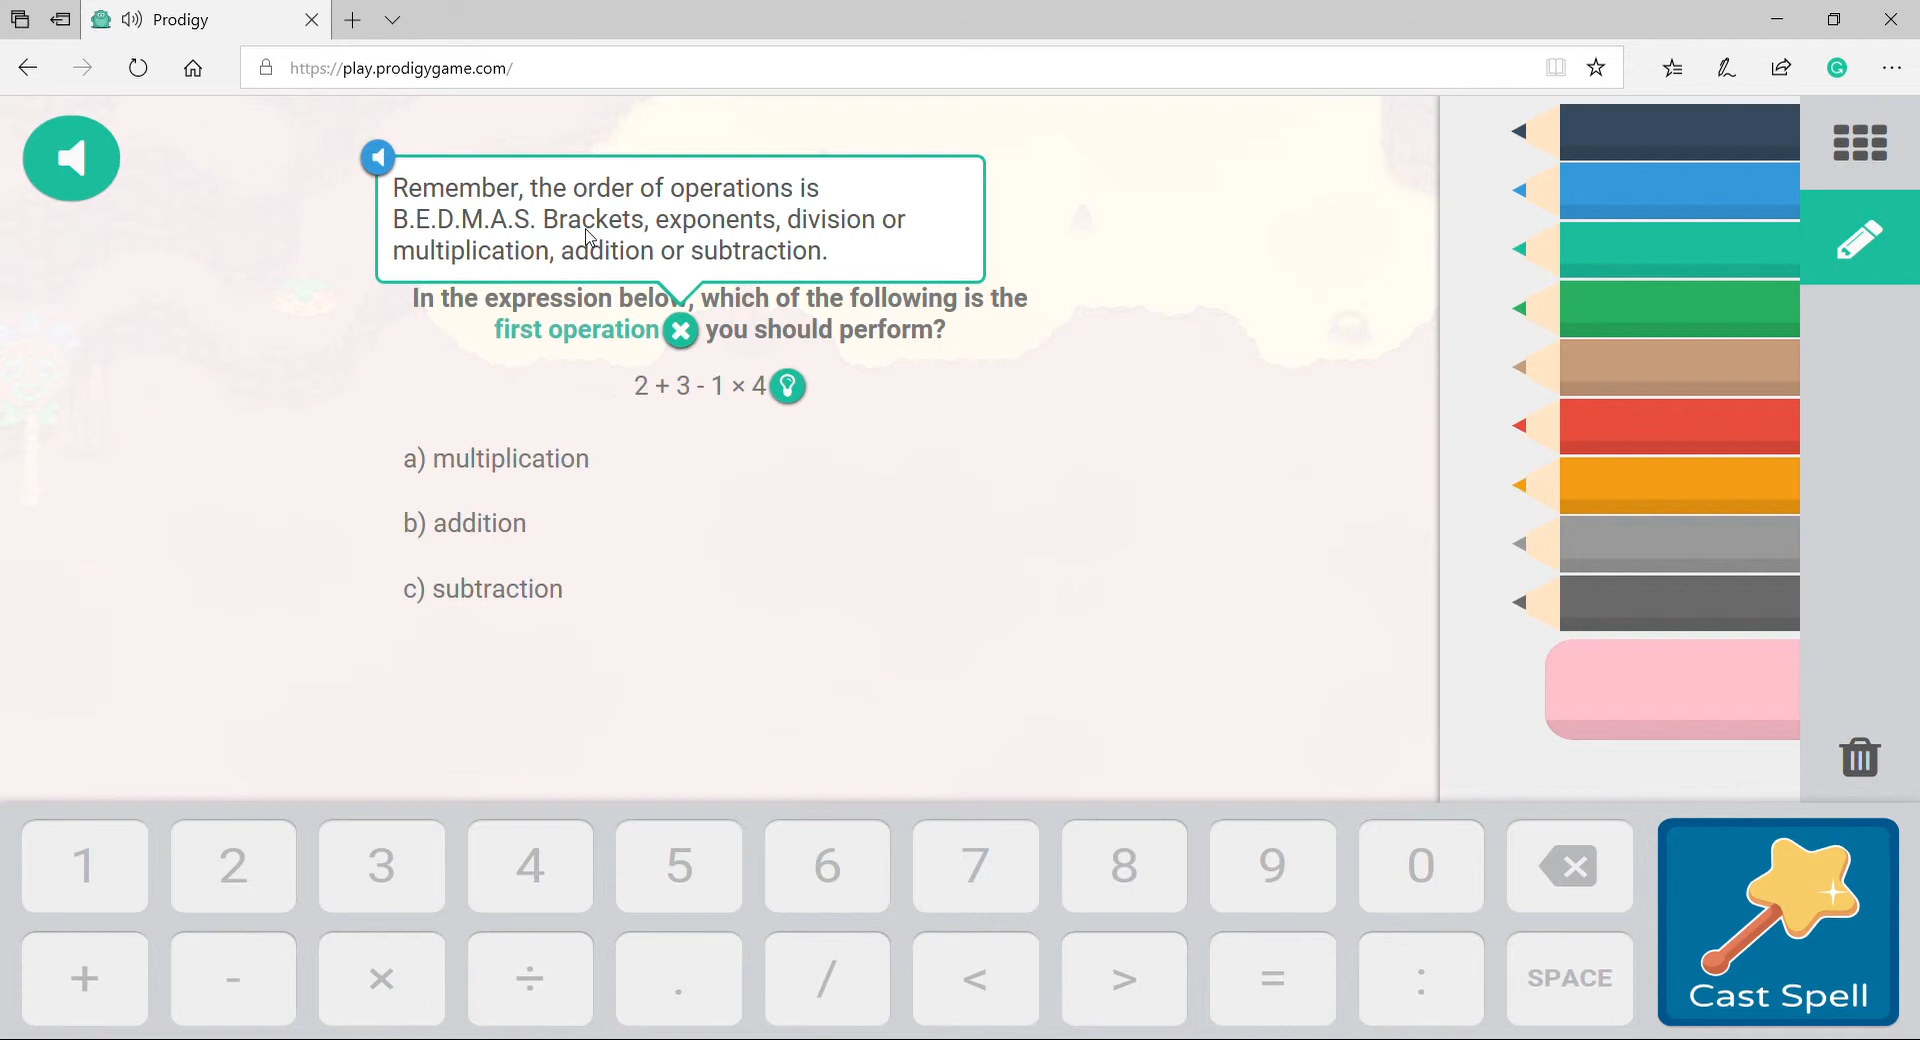 Prodigy
https://play.prodigygame.com/
Remember, the order of operations is
B.E.D.M.A.S. Brackets, exponents, division or
multiplication, addition or subtraction.
In the expression below, which of the following is the
first operation you should perform?
2 + 3 - 1 × 4
a) multiplication
b) addition
c) subtraction
1 2 3 4 5 6 7 8 9 0
+ - × ÷ . / < > = : SPACE
Cast Spell